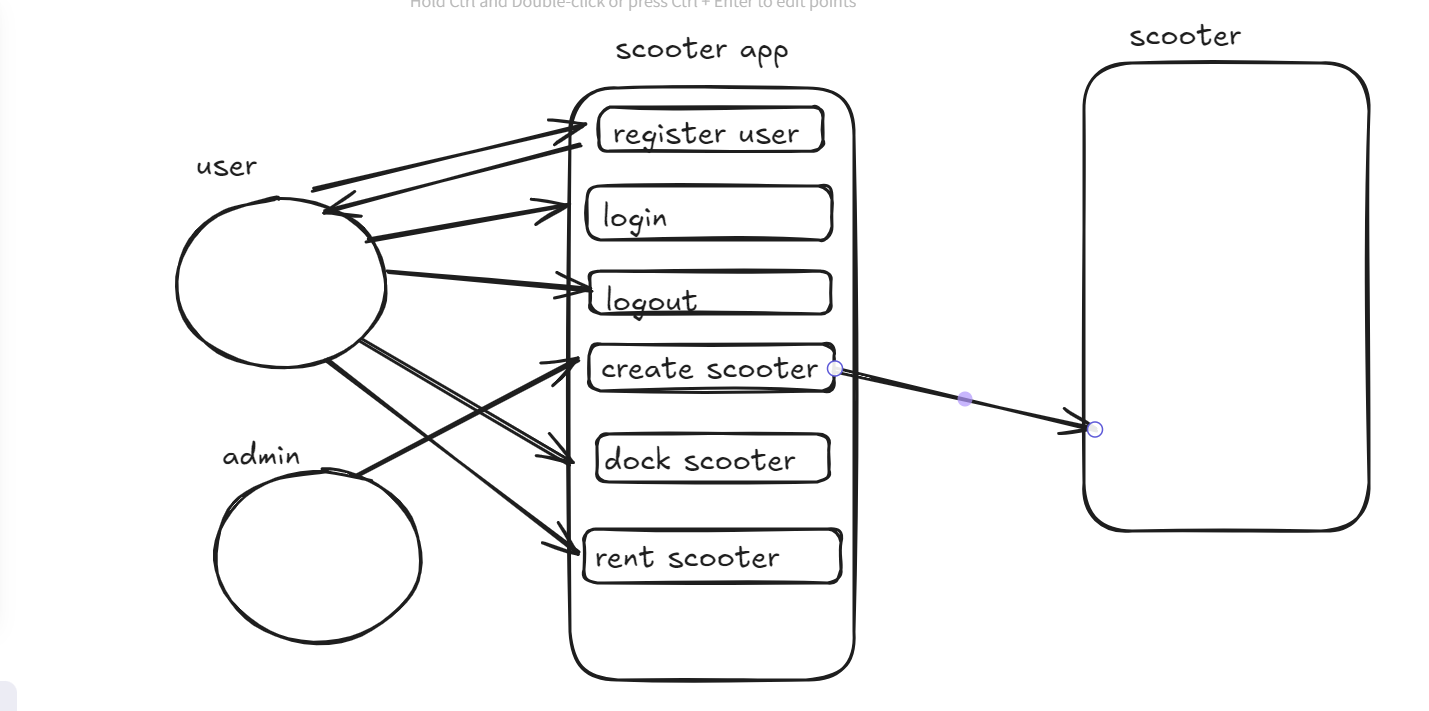 Hold Ctrl and Double-click or press Ctrl + Enter to edit points
scooter app
scooter
register user
user
login
logout
create scooter
admin
dock scooter
rent scooter